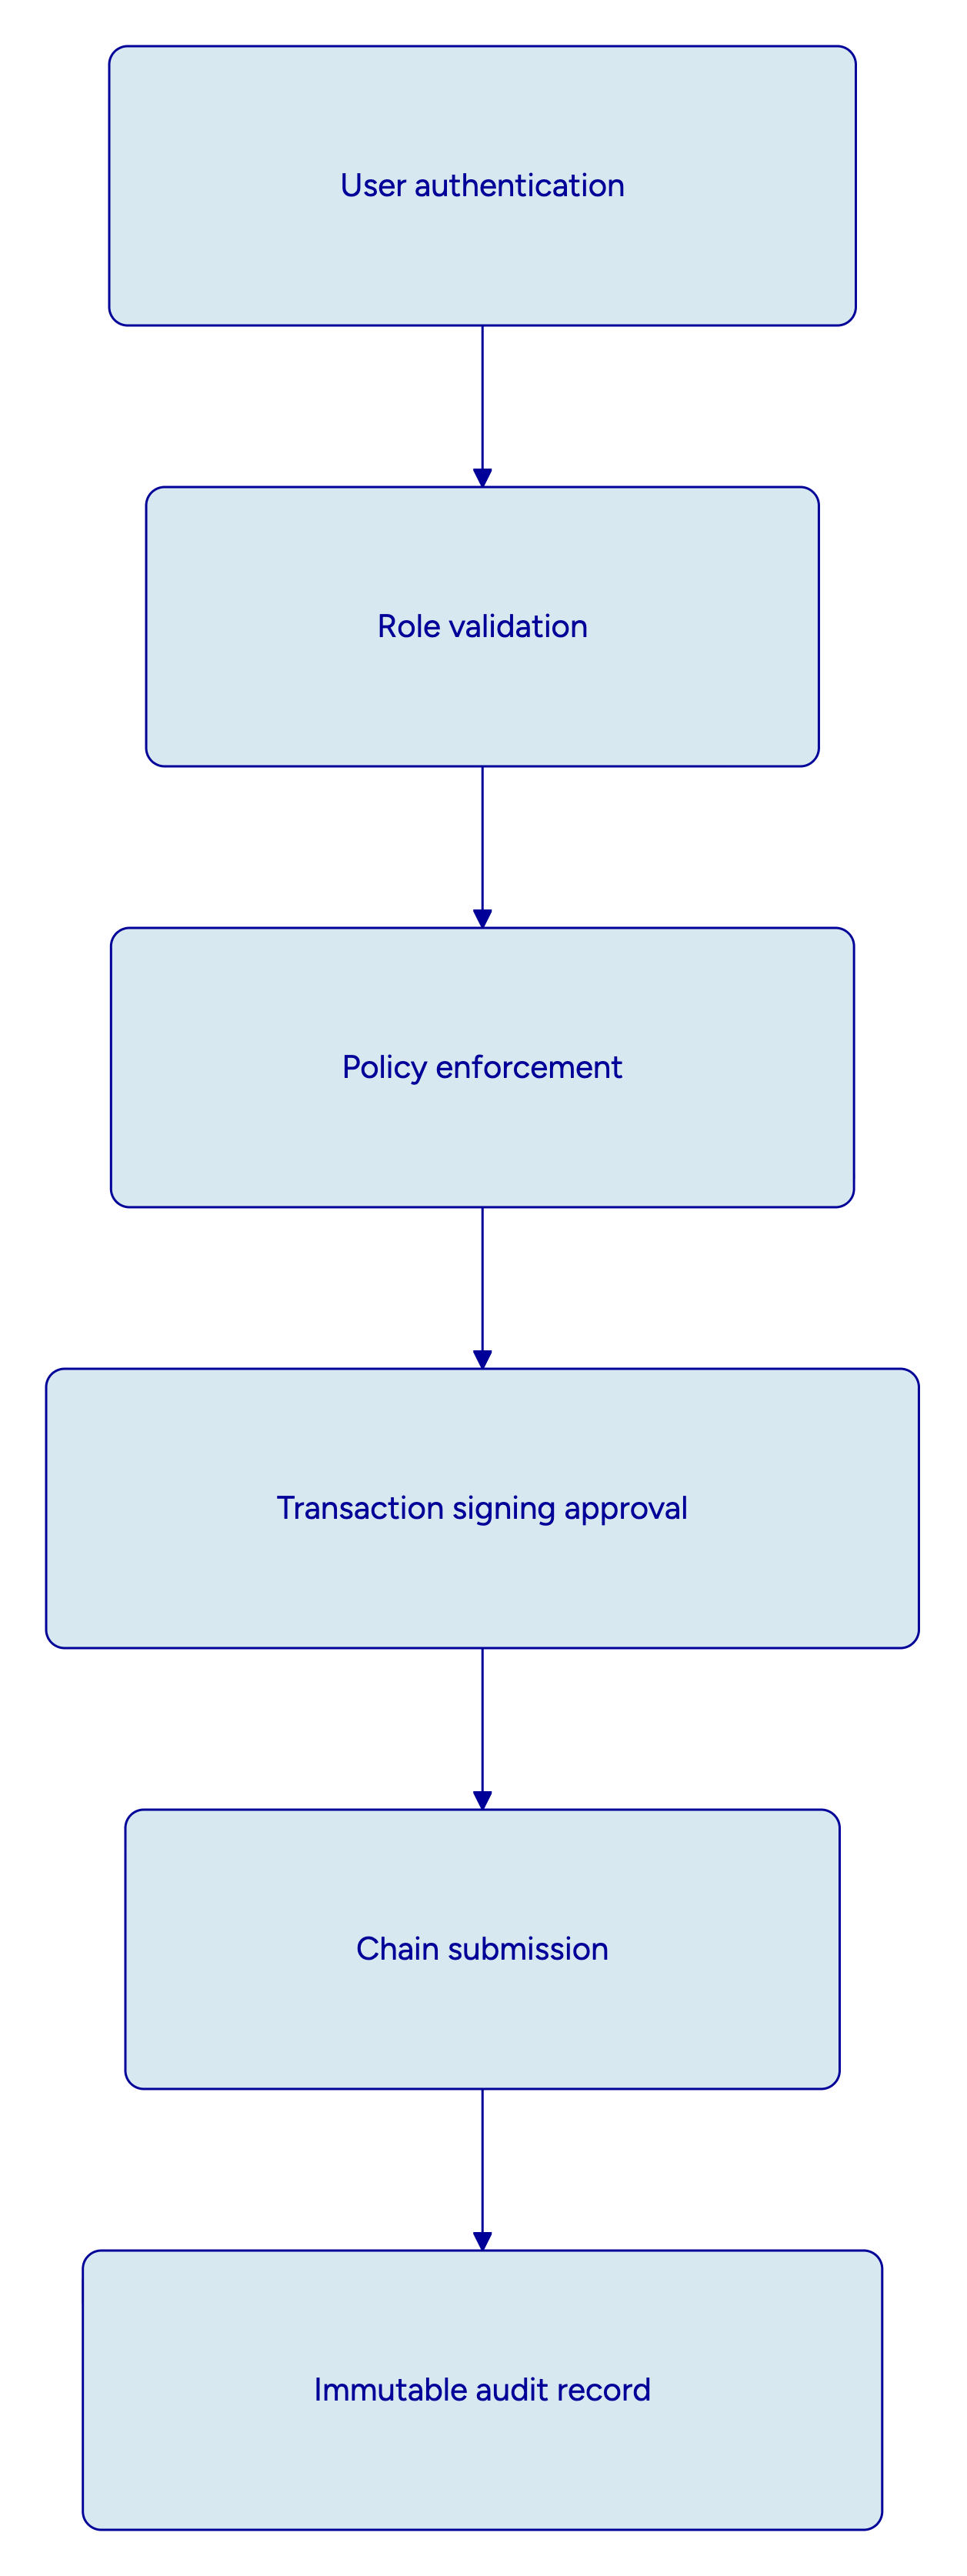 User authentication
Role validation
Policy enforcement
Transaction signing approval
Chain submission
Immutable audit record